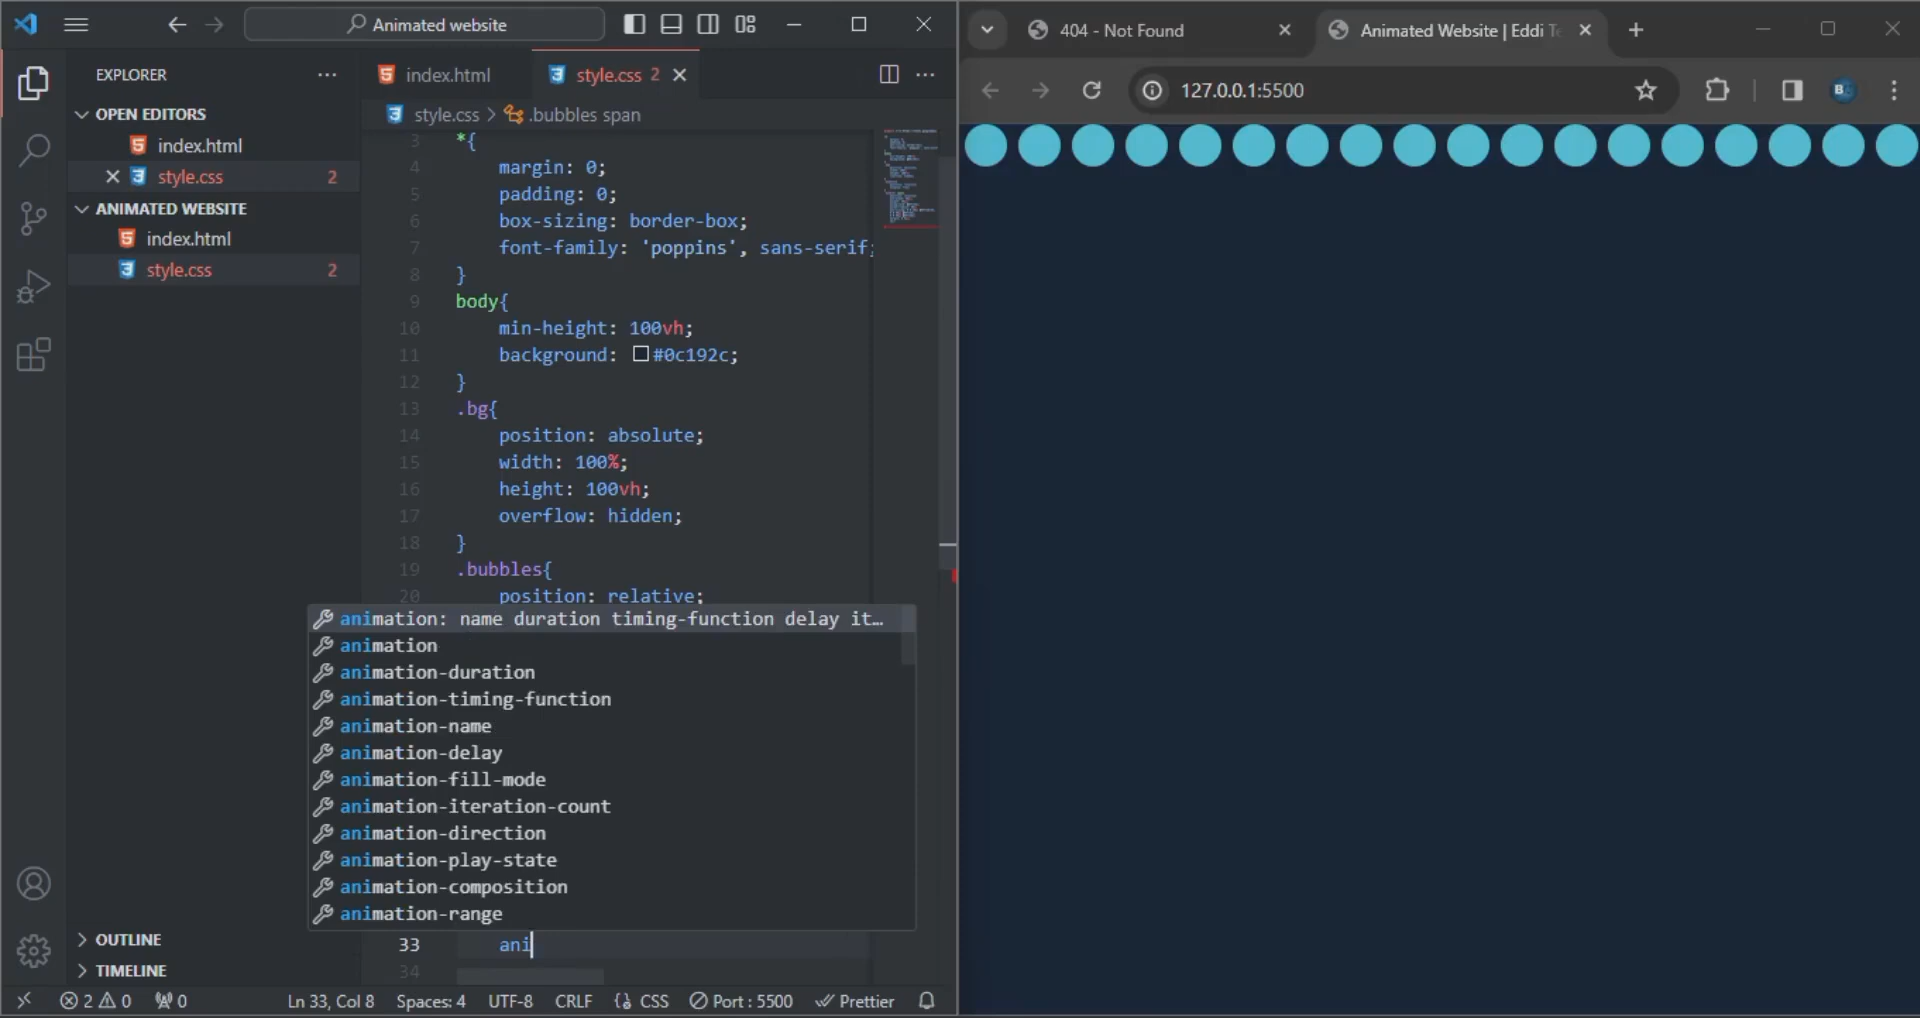 Animated website
EXPLORER
OPEN EDITORS
index.html
style.css 2
ANIMATED WEBSITE
index.html
style.css 2
OUTLINE
TIMELINE
index.html
style.css 2
style.css > .bubbles span
3 *{
4 margin: 0;
5 padding: 0;
6 box-sizing: border-box;
7 font-family: 'poppins', sans-serif;
8 }
9 body{
10 min-height: 100vh;
11 background: #0c192c;
12 }
13 .bg{
14 position: absolute;
15 width: 100%;
16 height: 100vh;
17 overflow: hidden;
18 }
19 .bubbles{
20 position: relative;
animation: name duration timing-function delay it…
animation
animation-duration
animation-timing-function
animation-name
animation-delay
animation-fill-mode
animation-iteration-count
animation-direction
animation-play-state
animation-composition
animation-range
33 ani
34
2 0 0 Ln 33, Col 8 Spaces: 4 UTF-8 CRLF CSS Port : 5500 Prettier
404 - Not Found
Animated Website | Eddi
127.0.0.1:5500